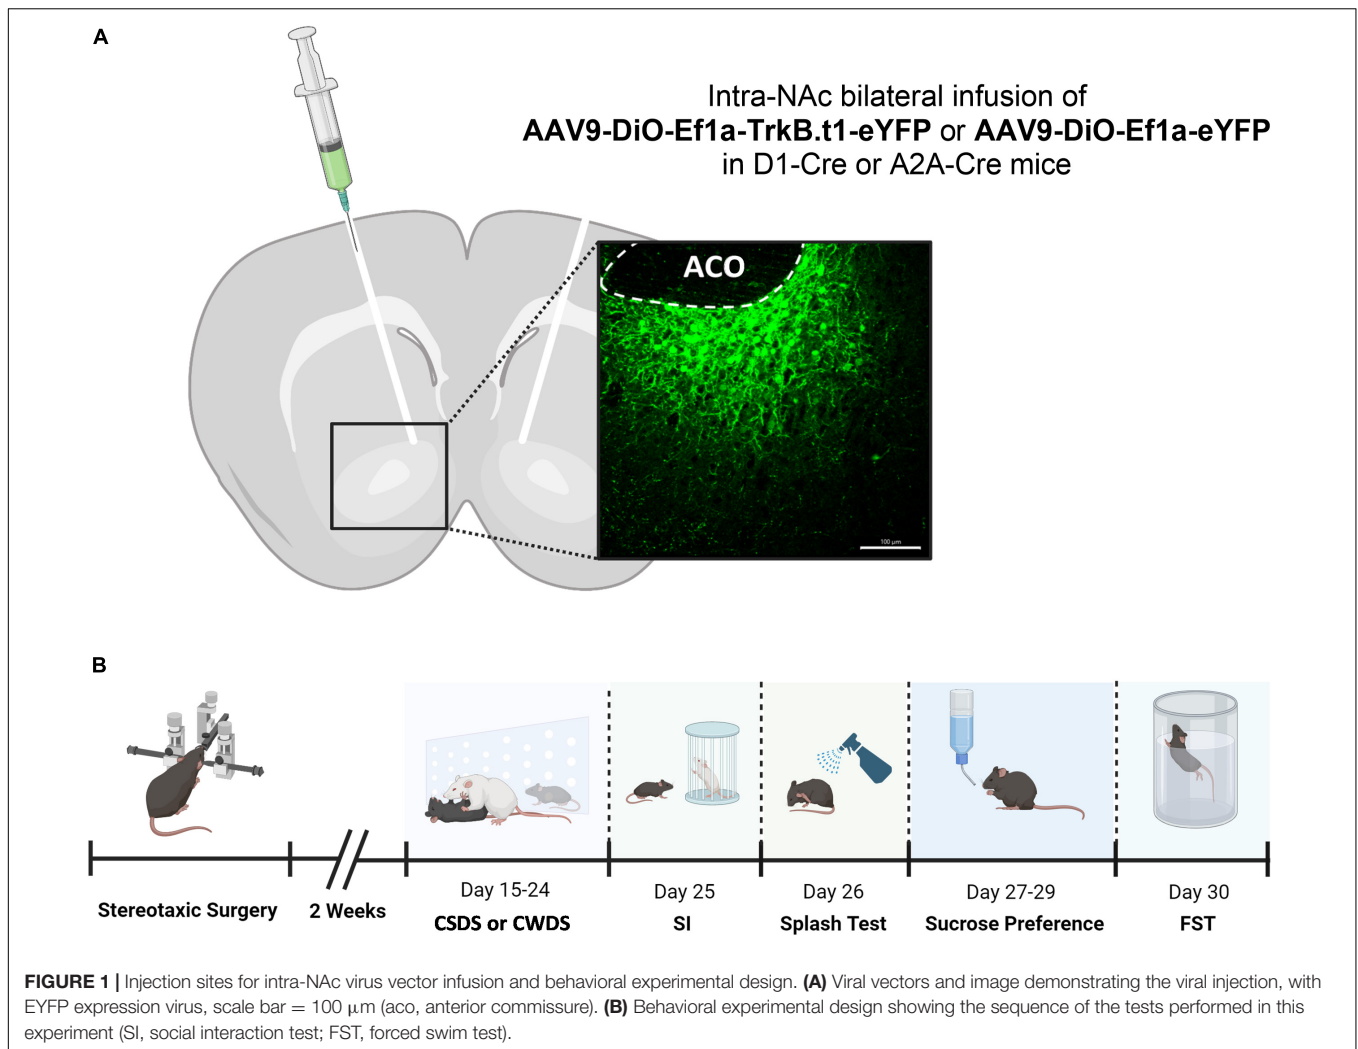 A
Intra-NAc bilateral infusion of
AAV9-DiO-Ef1a-TrkB.t1-eYFP or AAV9-DiO-Ef1a-eYFP
in D1-Cre or A2A-Cre mice
ACO
100 µm
B
Stereotaxic Surgery
2 Weeks
Day 15-24
CSDS or CWDS
Day 25
SI
Day 26
Splash Test
Day 27-29
Sucrose Preference
Day 30
FST
FIGURE 1 | Injection sites for intra-NAc virus vector infusion and behavioral experimental design. (A) Viral vectors and image demonstrating the viral injection, with
EYFP expression virus, scale bar = 100 µm (aco, anterior commissure). (B) Behavioral experimental design showing the sequence of the tests performed in this
experiment (SI, social interaction test; FST, forced swim test).